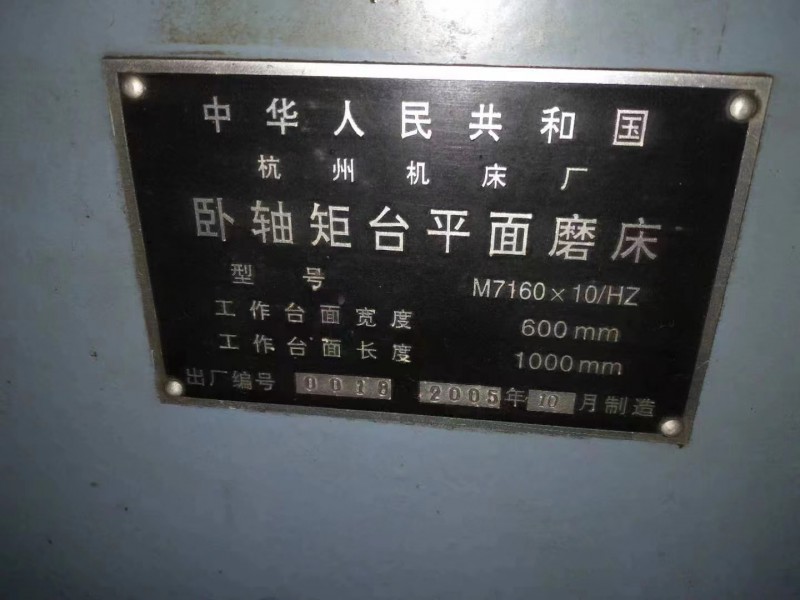 中华人民共和国
杭州机床厂
卧轴矩台平面磨床
型号 M7160×10/HZ
工作台面宽度 600mm
工作台面长度 1000mm
出厂编号 0018 2005年10月制造